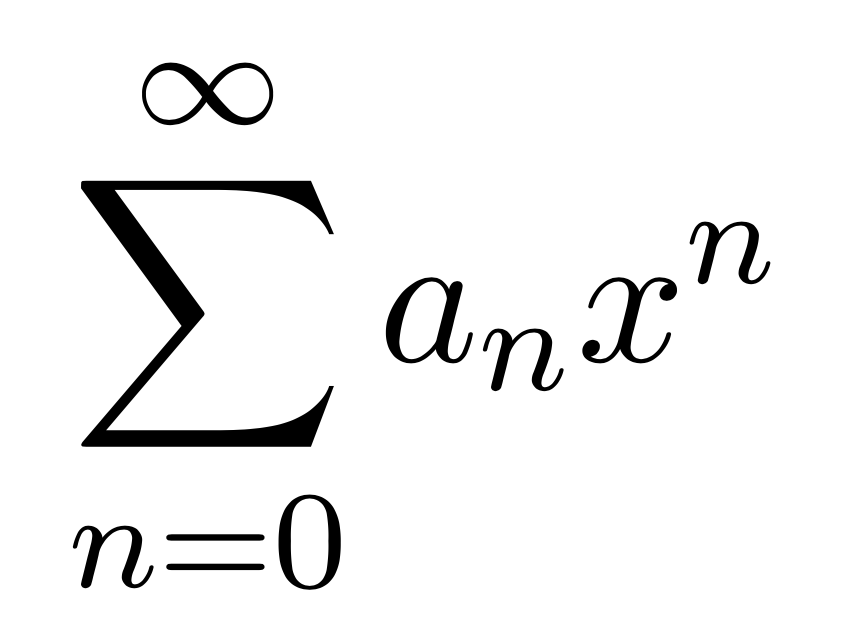 ∞
∑ aₙxⁿ
n=0